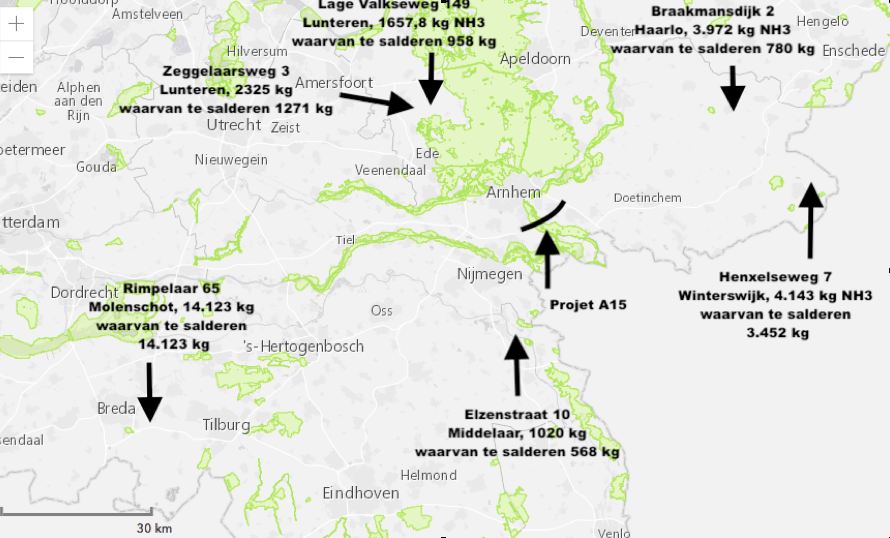 Hoofddorp
Amstelveen
Hilversum
Lage Valkseweg 149
Lunteren, 1657,8 kg NH3
waarvan te salderen 958 kg
Deventer
Braakmansdijk 2
Haarlo, 3.972 kg NH3
waarvan te salderen 780 kg
Hengelo
Enschede
Apeldoorn
Zeggelaarsweg 3
Lunteren, 2325 kg
waarvan te salderen 1271 kg
Amersfoort
eiden
Alphen
aan den
Rijn
Utrecht
Zeist
oetermeer
Gouda
Nieuwegein
Ede
Veenendaal
Arnhem
Doetinchem
tterdam
Tiel
Nijmegen
Projet A15
Henxelseweg 7
Winterswijk, 4.143 kg NH3
waarvan te salderen
3.452 kg
Dordrecht
Rimpelaar 65
Molenschot, 14.123 kg
waarvan te salderen
14.123 kg
Oss
's-Hertogenbosch
Breda
Tilburg
sendaal
Elzenstraat 10
Middelaar, 1020 kg
waarvan te salderen 568 kg
Helmond
Eindhoven
Venlo
30 km